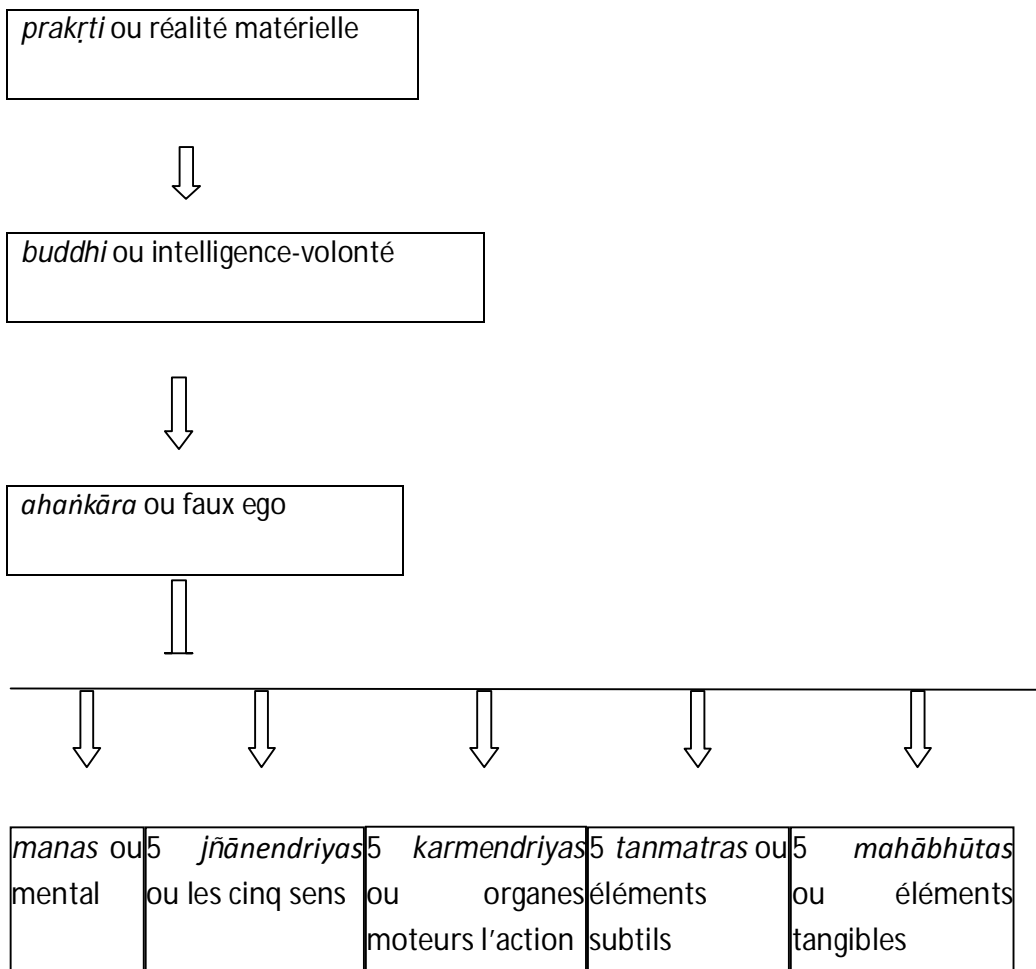 prakṛti ou réalité matérielle
buddhi ou intelligence-volonté
ahaṅkāra ou faux ego
manas ou
mental
5 jñānendriyas
ou les cinq sens
5 karmendriyas
ou organes
moteurs l’action
5 tanmatras ou
éléments
subtils
5 mahābhūtas
ou éléments
tangibles